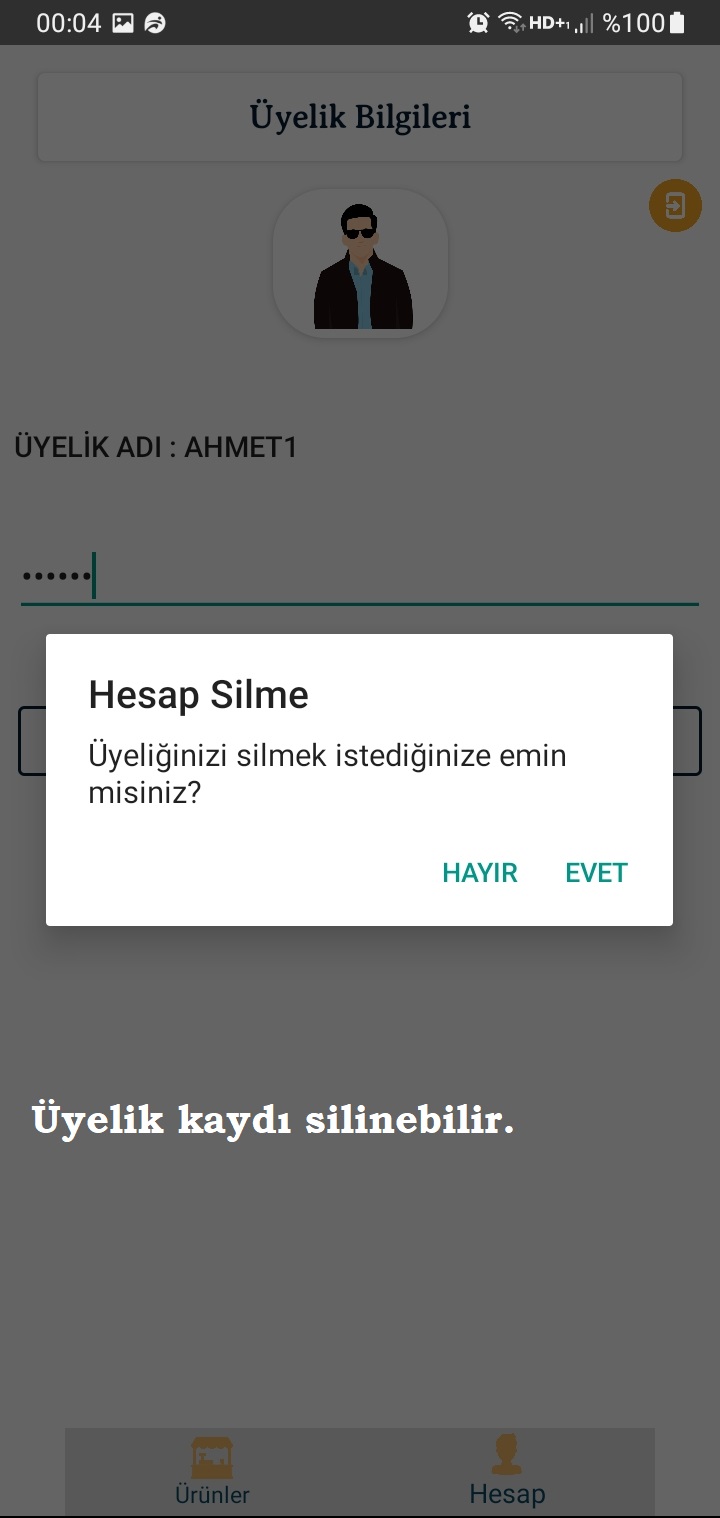 00:04 HD+1 %100
Üyelik Bilgileri
ÜYELİK ADI : AHMET1
••••••
Hesap Silme
Üyeliğinizi silmek istediğinize emin
misiniz?
HAYIR EVET
Üyelik kaydı silinebilir.
Ürünler Hesap